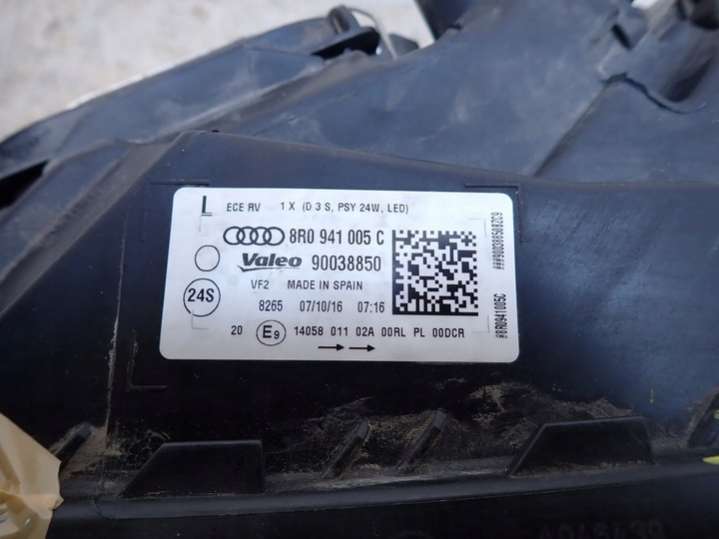 L ECE RV 1 X (D 3 S, PSY 24W, LED)
8R0 941 005 C
Valeo 90038850
VF2 MADE IN SPAIN
24S
8265 07/10/16 07:16
20 E9 14058 011 02A 00RL PL 00DCR
#8R0941005C